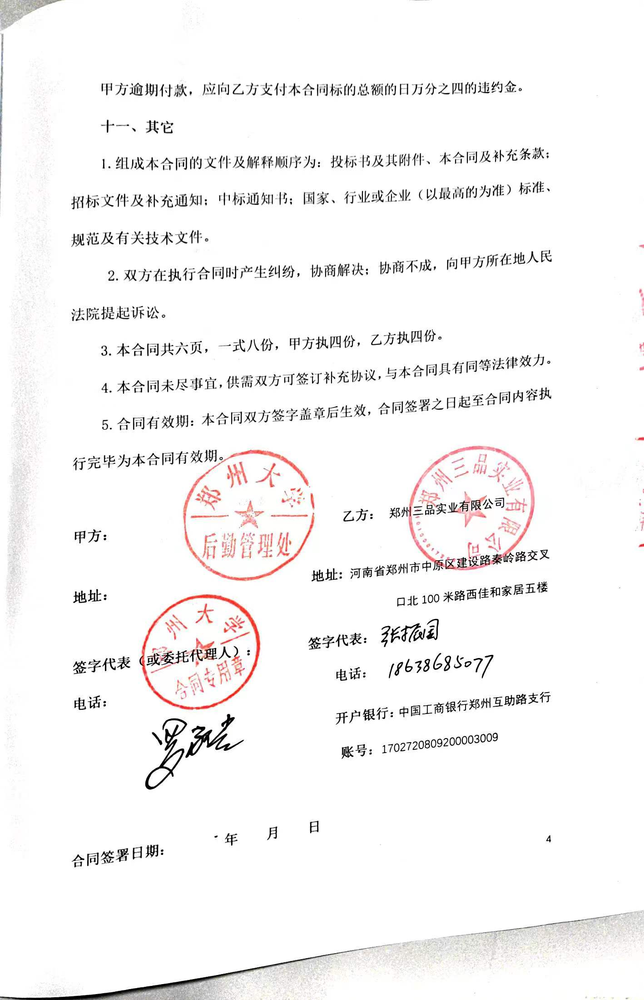 甲方逾期付款，应向乙方支付本合同标的总额的日万分之四的违约金。
十一、其它
1.组成本合同的文件及解释顺序为：投标书及其附件、本合同及补充条款；
招标文件及补充通知；中标通知书；国家、行业或企业（以最高的为准）标准、
规范及有关技术文件。
2.双方在执行合同时产生纠纷，协商解决；协商不成，向甲方所在地人民
法院提起诉讼。
3.本合同共六页，一式八份，甲方执四份，乙方执四份。
4.本合同未尽事宜，供需双方可签订补充协议，与本合同具有同等法律效力。
5.合同有效期：本合同双方签字盖章后生效，合同签署之日起至合同内容执
行完毕为本合同有效期。
郑州大学
后勤管理处
郑州三品实业有限公司
甲方：
乙方： 郑州三品实业有限公司
地址：
地址：河南省郑州市中原区建设路秦岭路交叉
口北 100 米路西佳和家居五楼
郑州大学
合同专用章
签字代表（或委托代理人）：
签字代表：张振国
电话：
电话： 18638685077
开户银行：中国工商银行郑州互助路支行
账号：1702720809200003009
合同签署日期： 年 月 日
4